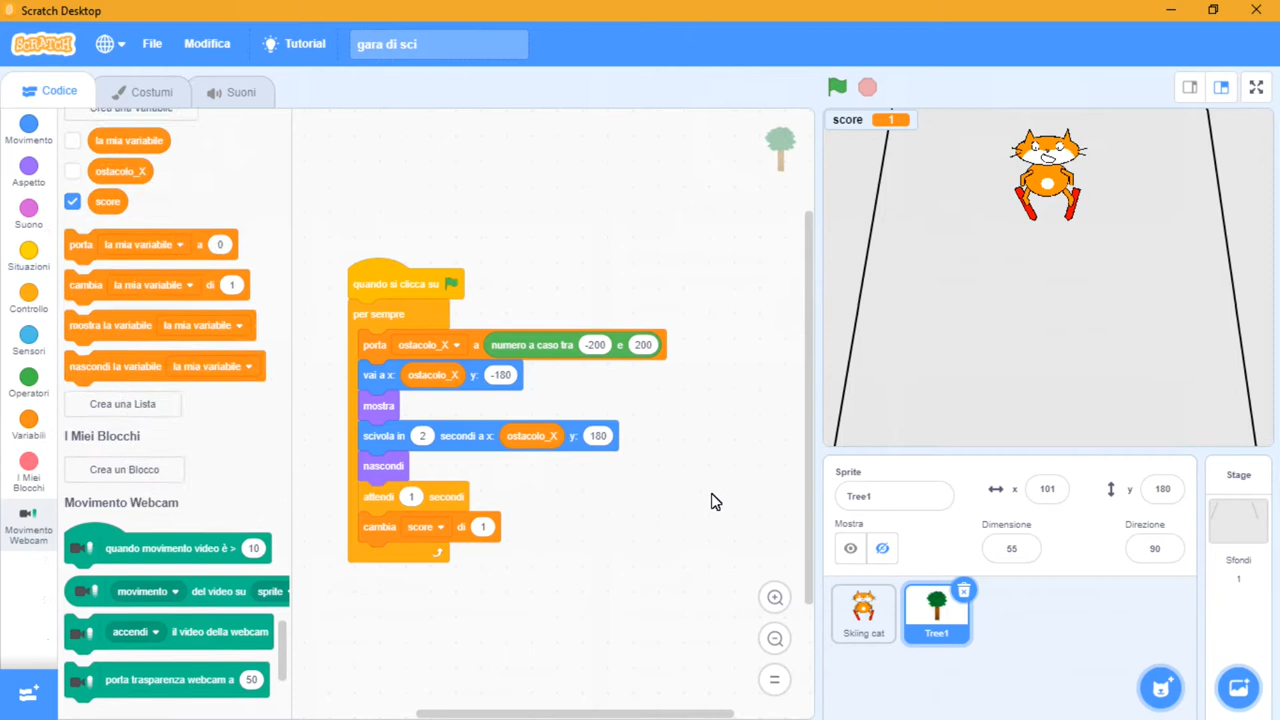 Scratch Desktop
SCRATCH File Modifica Tutorial gara di sci
Codice Costumi Suoni
Movimento
Aspetto
Suono
Situazioni
Controllo
Sensori
Operatori
Variabili
I Miei
Blocchi
Movimento
Webcam
Crea una Variabile
la mia variabile
ostacolo_X
score
porta la mia variabile a 0
cambia la mia variabile di 1
mostra la variabile la mia variabile
nascondi la variabile la mia variabile
Crea una Lista
I Miei Blocchi
Crea un Blocco
Movimento Webcam
quando movimento video è > 10
movimento del video su sprite
accendi il video della webcam
porta trasparenza webcam a 50
quando si clicca su
per sempre
porta ostacolo_X a numero a caso tra -200 e 200
vai a x: ostacolo_X y: -180
mostra
scivola in 2 secondi a x: ostacolo_X y: 180
nascondi
attendi 1 secondi
cambia score di 1
score 1
Sprite
Tree1 x 101 y 180
Mostra Dimensione Direzione
55 90
Skiing cat
Tree1
Stage
Sfondi
1